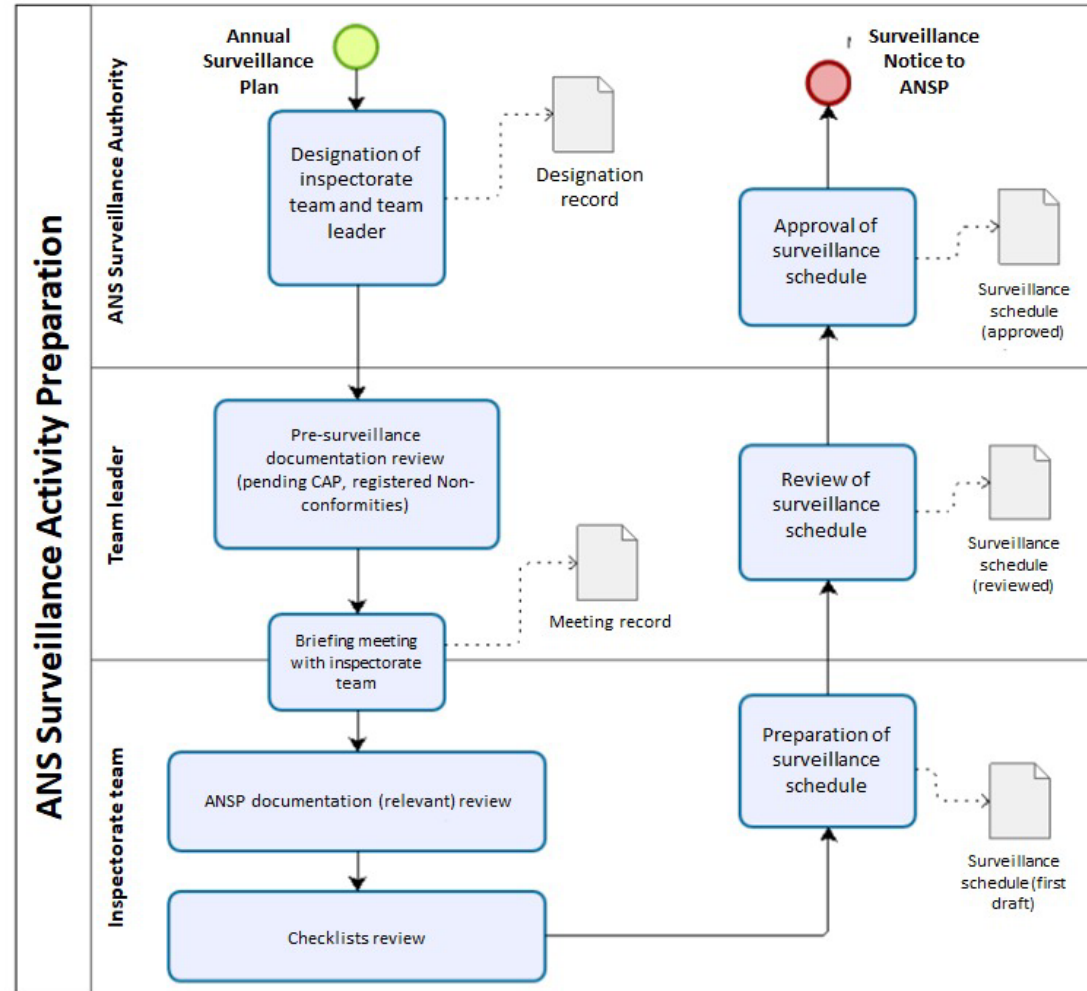 ANS Surveillance Activity Preparation
ANS Surveillance Authority
Annual
Surveillance
Plan
Designation of
inspectorate
team and team
leader
Designation
record
Surveillance
Notice to
ANSP
Approval of
surveillance
schedule
Surveillance
schedule
(approved)
Team leader
Pre-surveillance
documentation review
(pending CAP, registered Non-
conformities)
Briefing meeting
with inspectorate
team
Meeting record
Review of
surveillance
schedule
Surveillance
schedule
(reviewed)
Inspectorate team
ANSP documentation (relevant) review
Checklists review
Preparation of
surveillance
schedule
Surveillance
schedule (first
draft)